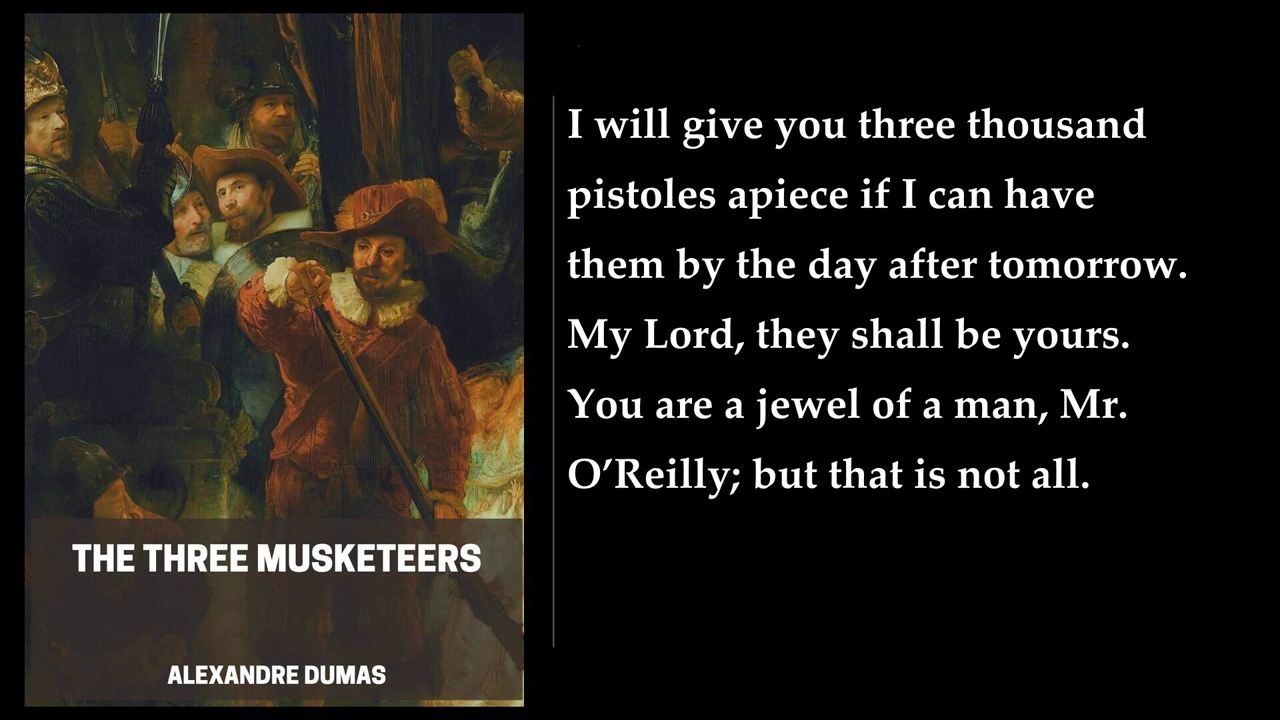 THE THREE MUSKETEERS
ALEXANDRE DUMAS
I will give you three thousand
pistoles apiece if I can have
them by the day after tomorrow.
My Lord, they shall be yours.
You are a jewel of a man, Mr.
O’Reilly; but that is not all.